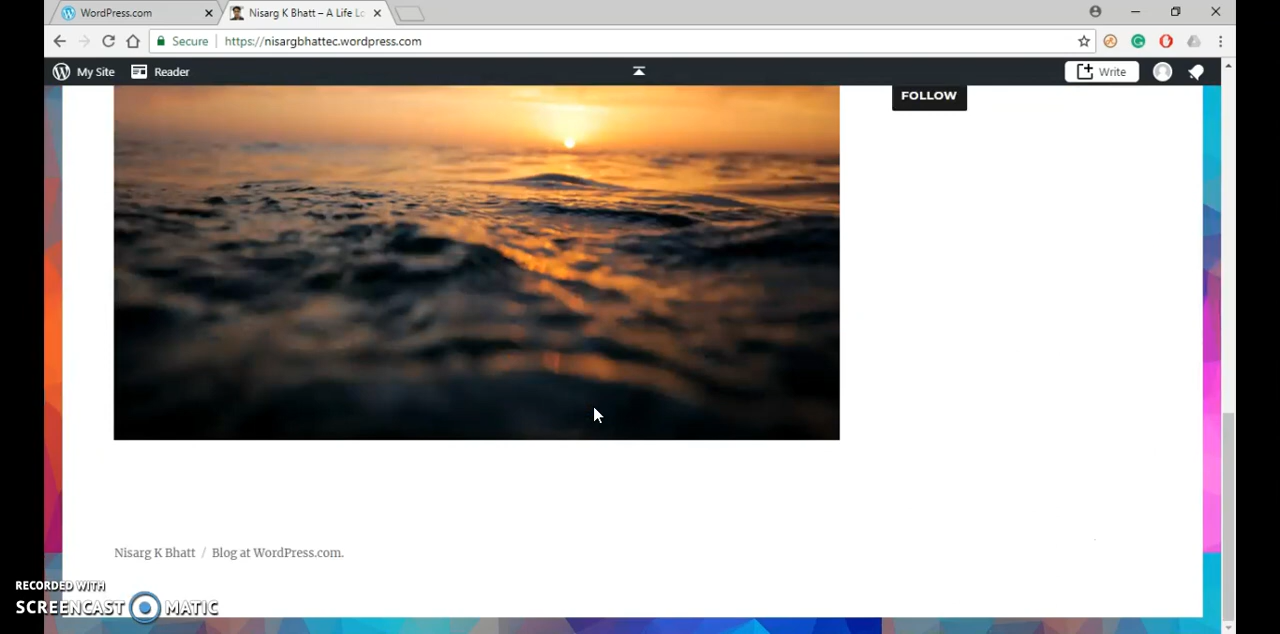 WordPress.com
Nisarg K Bhatt – A Life Lo
Secure
https://nisargbhattec.wordpress.com
My Site
Reader
Write
FOLLOW
Nisarg K Bhatt / Blog at WordPress.com.
RECORDED WITH
SCREENCAST MATIC